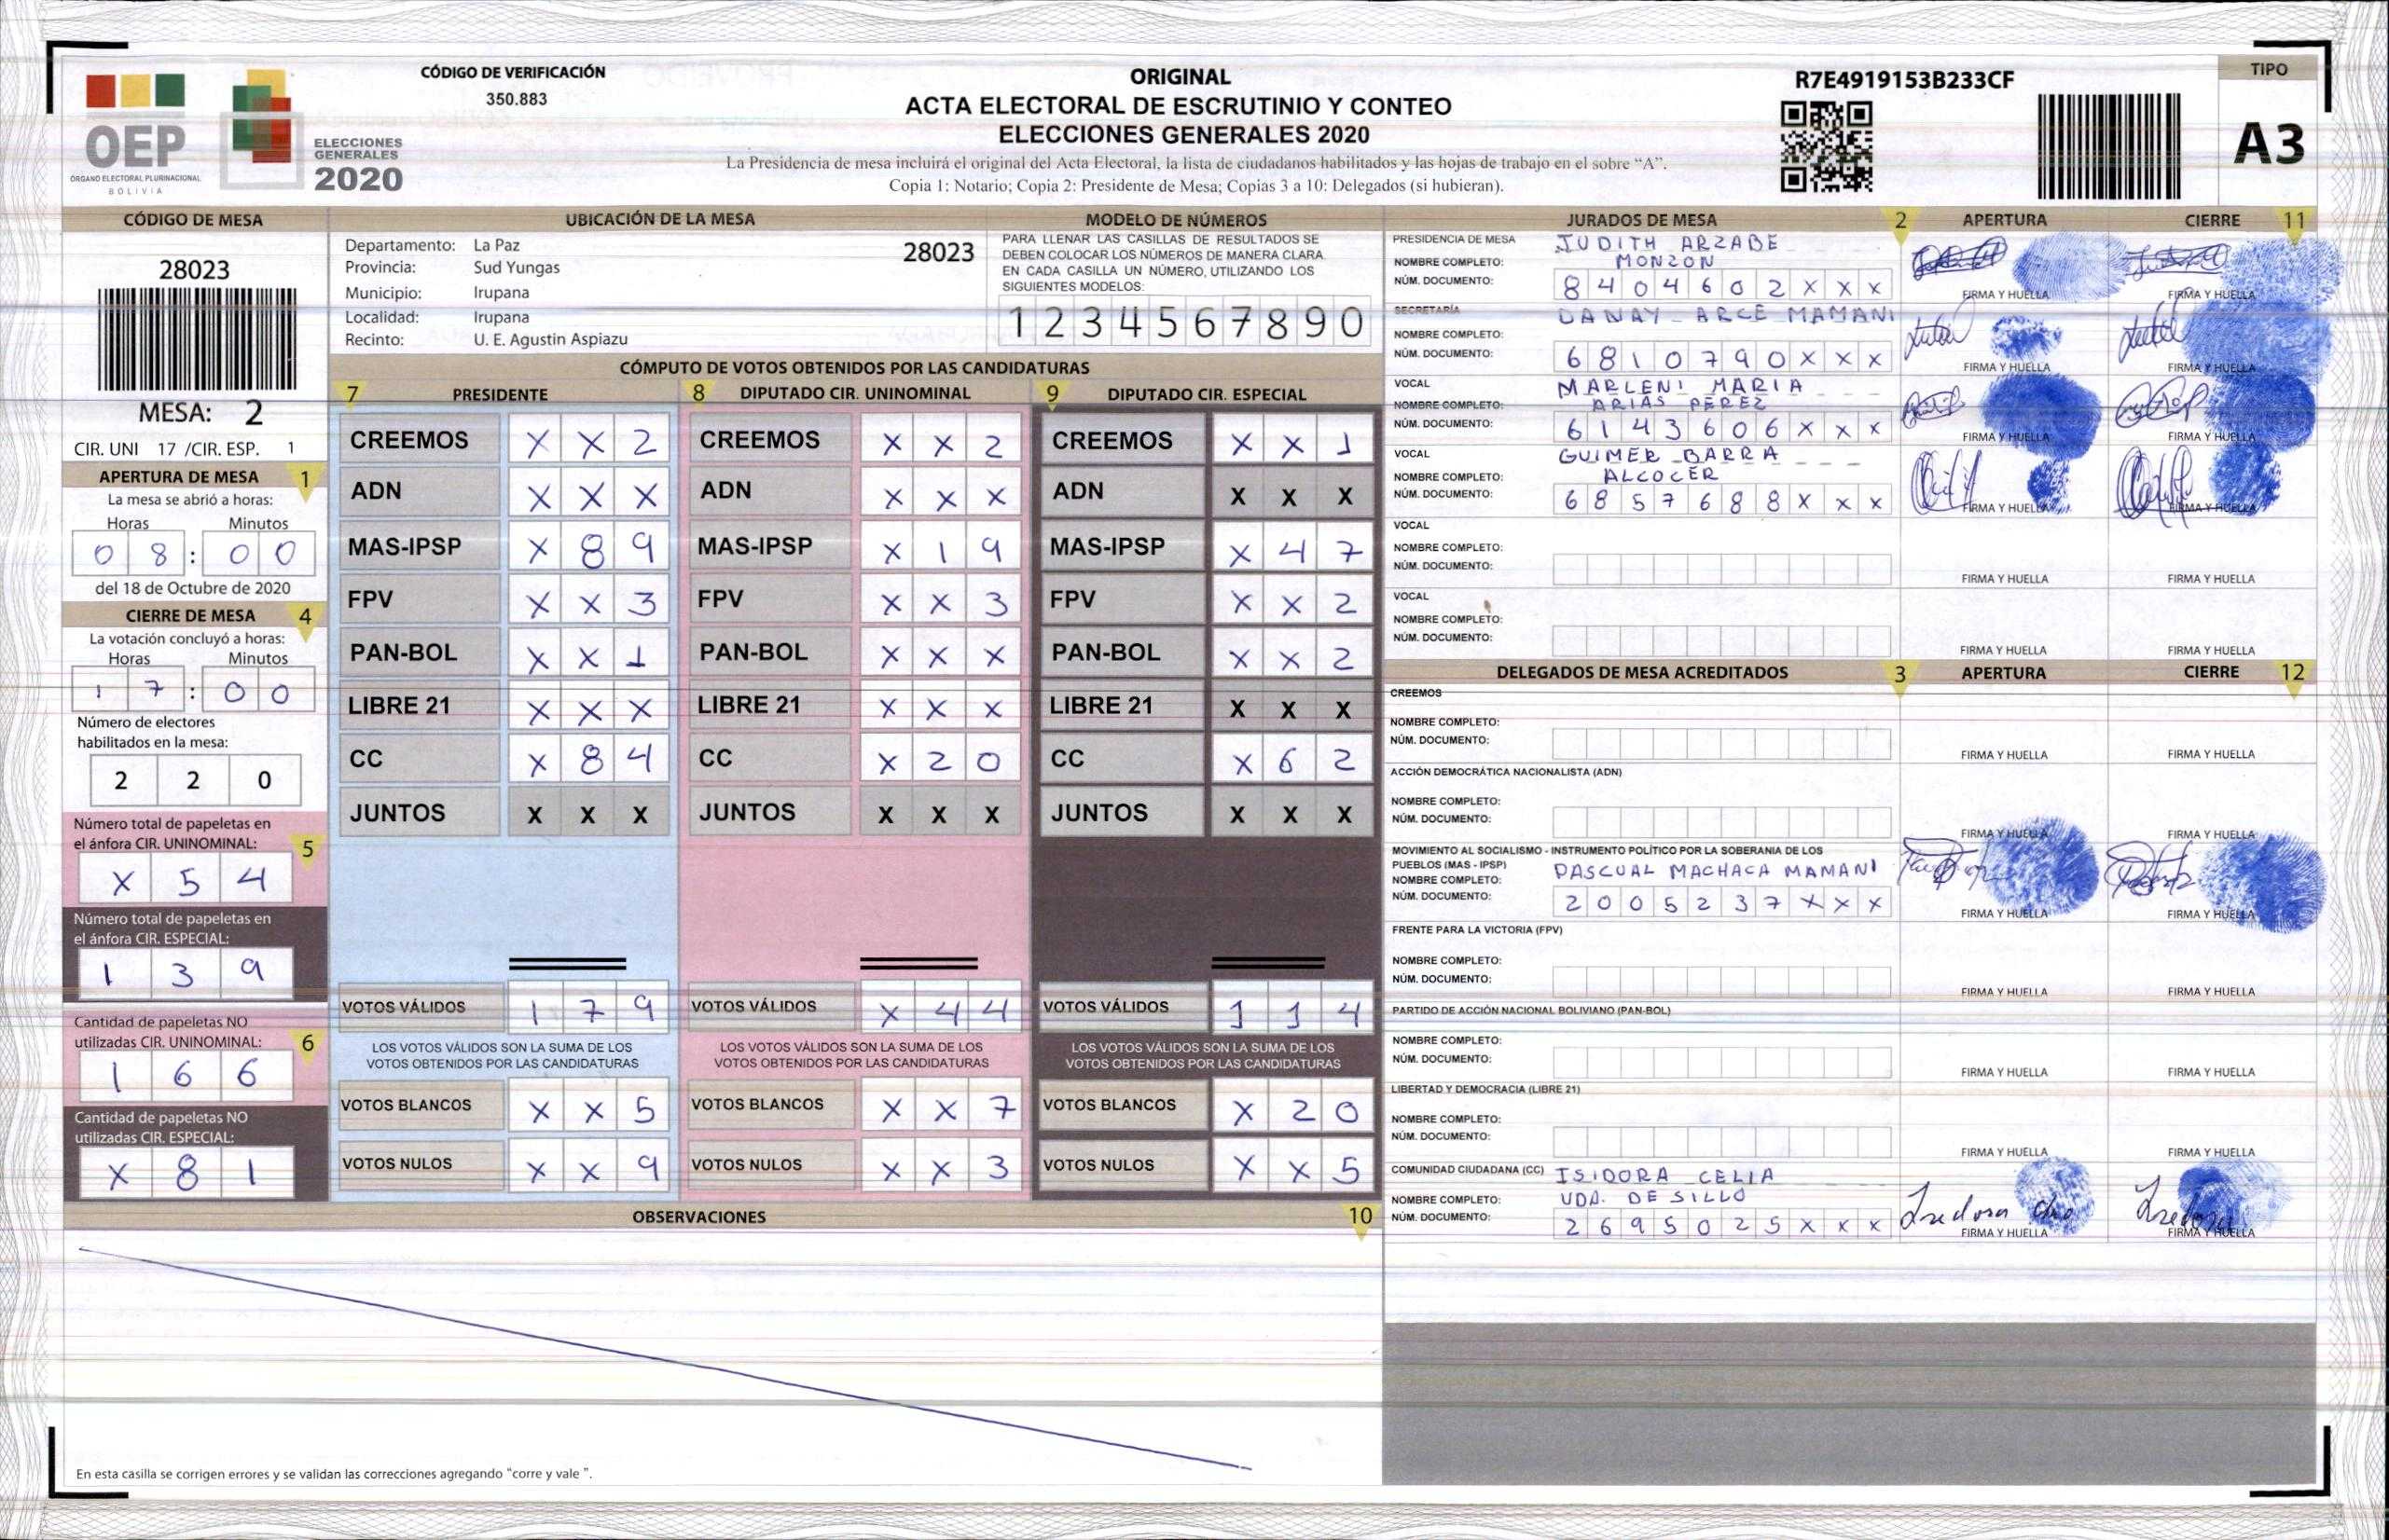 CÓDIGO DE VERIFICACIÓN
350.883
ORIGINAL
ACTA ELECTORAL DE ESCRUTINIO Y CONTEO
ELECCIONES GENERALES 2020
La Presidencia de mesa incluirá el original del Acta Electoral, la lista de ciudadanos habilitados y las hojas de trabajo en el sobre “A”.
Copia 1: Notario; Copia 2: Presidente de Mesa; Copias 3 a 10: Delegados (si hubieran).
R7E4919153B233CF
TIPO
A3
OEP
ÓRGANO ELECTORAL PLURINACIONAL
BOLIVIA
ELECCIONES
GENERALES
2020
CÓDIGO DE MESA
28023
MESA: 2
CIR. UNI 17 /CIR. ESP. 1
APERTURA DE MESA 1
La mesa se abrió a horas:
Horas Minutos
0 8 : 0 0
del 18 de Octubre de 2020
CIERRE DE MESA 4
La votación concluyó a horas:
Horas Minutos
1 7 : 0 0
Número de electores
habilitados en la mesa:
2 2 0
Número total de papeletas en
el ánfora CIR. UNINOMINAL: 5
X 5 4
Número total de papeletas en
el ánfora CIR. ESPECIAL:
1 3 9
Cantidad de papeletas NO
utilizadas CIR. UNINOMINAL: 6
1 6 6
Cantidad de papeletas NO
utilizadas CIR. ESPECIAL:
X 8 1
UBICACIÓN DE LA MESA
Departamento: La Paz 28023
Provincia: Sud Yungas
Municipio: Irupana
Localidad: Irupana
Recinto: U. E. Agustin Aspiazu
MODELO DE NÚMEROS
PARA LLENAR LAS CASILLAS DE RESULTADOS SE
DEBEN COLOCAR LOS NÚMEROS DE MANERA CLARA
EN CADA CASILLA UN NÚMERO, UTILIZANDO LOS
SIGUIENTES MODELOS:
1 2 3 4 5 6 7 8 9 0
CÓMPUTO DE VOTOS OBTENIDOS POR LAS CANDIDATURAS
7 PRESIDENTE 8 DIPUTADO CIR. UNINOMINAL 9 DIPUTADO CIR. ESPECIAL
CREEMOS X X 2 CREEMOS X X 2 CREEMOS X X 1
ADN X X X ADN X X X ADN X X X
MAS-IPSP X 8 9 MAS-IPSP X 1 9 MAS-IPSP X 4 7
FPV X X 3 FPV X X 3 FPV X X 2
PAN-BOL X X 1 PAN-BOL X X X PAN-BOL X X 2
LIBRE 21 X X X LIBRE 21 X X X LIBRE 21 X X X
CC X 8 4 CC X 2 0 CC X 6 2
JUNTOS X X X JUNTOS X X X JUNTOS X X X
VOTOS VÁLIDOS 1 7 9 VOTOS VÁLIDOS X 4 4 VOTOS VÁLIDOS 1 1 4
LOS VOTOS VÁLIDOS SON LA SUMA DE LOS LOS VOTOS VÁLIDOS SON LA SUMA DE LOS LOS VOTOS VÁLIDOS SON LA SUMA DE LOS
VOTOS OBTENIDOS POR LAS CANDIDATURAS VOTOS OBTENIDOS POR LAS CANDIDATURAS VOTOS OBTENIDOS POR LAS CANDIDATURAS
VOTOS BLANCOS X X 5 VOTOS BLANCOS X X 7 VOTOS BLANCOS X 2 0
VOTOS NULOS X X 9 VOTOS NULOS X X 3 VOTOS NULOS X X 5
OBSERVACIONES 10
En esta casilla se corrigen errores y se validan las correcciones agregando “corre y vale ”.
JURADOS DE MESA 2 APERTURA CIERRE 11
PRESIDENCIA DE MESA JUDITH ARZABE
NOMBRE COMPLETO: MONZON
NÚM. DOCUMENTO: 8 4 0 4 6 0 2 X X X FIRMA Y HUELLA FIRMA Y HUELLA
SECRETARÍA DANAY ARCE MAMANI
NOMBRE COMPLETO:
NÚM. DOCUMENTO: 6 8 1 0 7 9 0 X X X FIRMA Y HUELLA FIRMA Y HUELLA
VOCAL MARLENI MARIA
NOMBRE COMPLETO: ARIAS PEREZ
NÚM. DOCUMENTO: 6 1 4 3 6 0 6 X X X FIRMA Y HUELLA FIRMA Y HUELLA
VOCAL GUIMER BARRA
NOMBRE COMPLETO: ALCOCER
NÚM. DOCUMENTO: 6 8 5 7 6 8 8 X X X FIRMA Y HUELLA FIRMA Y HUELLA
VOCAL
NOMBRE COMPLETO:
NÚM. DOCUMENTO: FIRMA Y HUELLA FIRMA Y HUELLA
VOCAL
NOMBRE COMPLETO:
NÚM. DOCUMENTO: FIRMA Y HUELLA FIRMA Y HUELLA
DELEGADOS DE MESA ACREDITADOS 3 APERTURA CIERRE 12
CREEMOS
NOMBRE COMPLETO:
NÚM. DOCUMENTO: FIRMA Y HUELLA FIRMA Y HUELLA
ACCIÓN DEMOCRÁTICA NACIONALISTA (ADN)
NOMBRE COMPLETO:
NÚM. DOCUMENTO: FIRMA Y HUELLA FIRMA Y HUELLA
MOVIMIENTO AL SOCIALISMO - INSTRUMENTO POLÍTICO POR LA SOBERANIA DE LOS
PUEBLOS (MAS - IPSP) PASCUAL MACHACA MAMANI
NOMBRE COMPLETO:
NÚM. DOCUMENTO: 2 0 0 5 2 3 7 X X X FIRMA Y HUELLA FIRMA Y HUELLA
FRENTE PARA LA VICTORIA (FPV)
NOMBRE COMPLETO:
NÚM. DOCUMENTO: FIRMA Y HUELLA FIRMA Y HUELLA
PARTIDO DE ACCIÓN NACIONAL BOLIVIANO (PAN-BOL)
NOMBRE COMPLETO:
NÚM. DOCUMENTO: FIRMA Y HUELLA FIRMA Y HUELLA
LIBERTAD Y DEMOCRACIA (LIBRE 21)
NOMBRE COMPLETO:
NÚM. DOCUMENTO: FIRMA Y HUELLA FIRMA Y HUELLA
COMUNIDAD CIUDADANA (CC) ISIDORA CELIA
NOMBRE COMPLETO: VDA. DE SILLO
NÚM. DOCUMENTO: 2 6 9 5 0 2 5 X X X FIRMA Y HUELLA FIRMA Y HUELLA